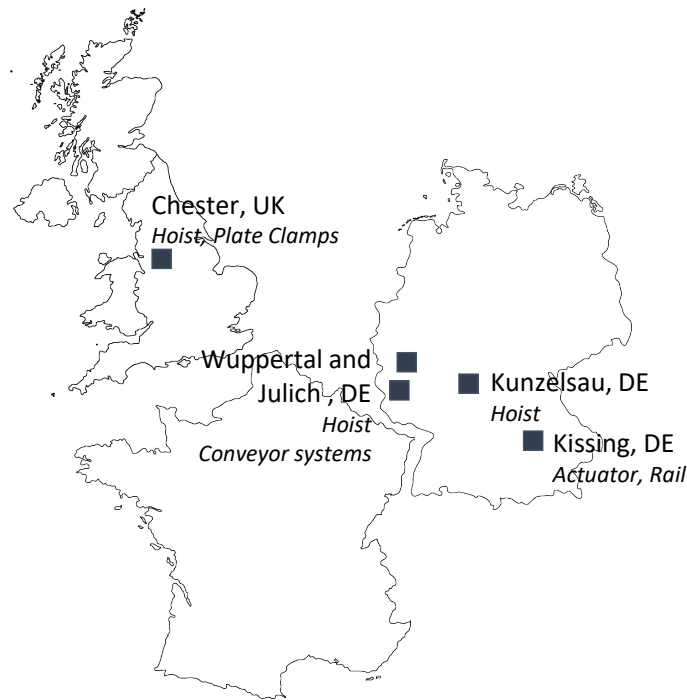 Chester, UK
Hoist, Plate Clamps
Wuppertal and
Julich , DE
Hoist
Conveyor systems
Kunzelsau, DE
Hoist
Kissing, DE
Actuator, Rail